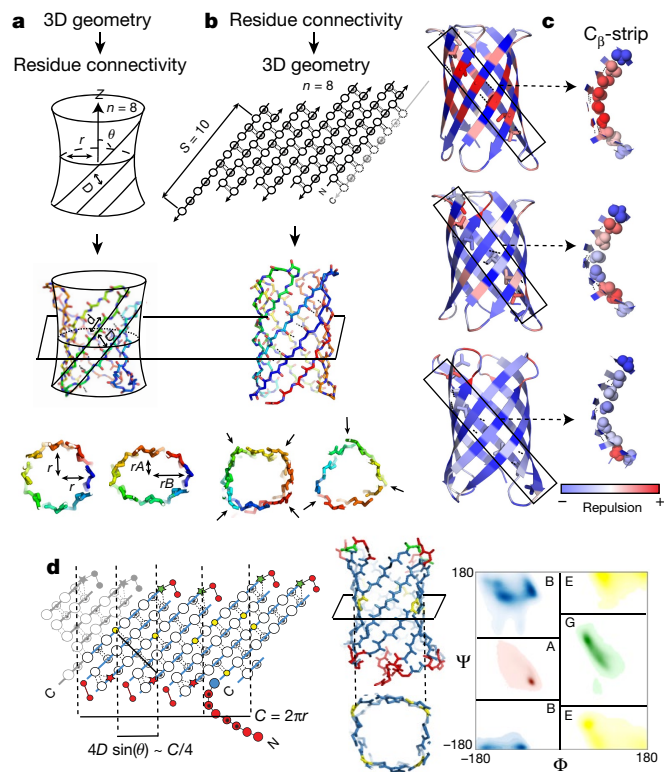 a
3D geometry
Residue connectivity
Z
n = 8
r
θ
D
d
D
r
r
rA
rB
b
Residue connectivity
3D geometry
n = 8
S = 10
N
C
c
Cβ-strip
−
+
Repulsion
d
C
N
C = 2πr
4D sin(θ) ~ C/4
180
Ψ
−180
B
E
G
A
B
E
−180
Φ
180